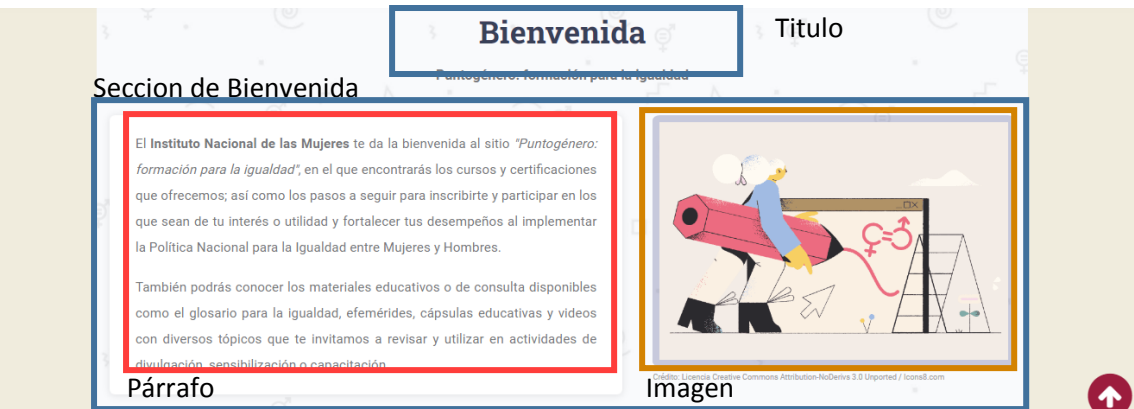 Bienvenida
Titulo
Puntogénero: formación para la igualdad
Seccion de Bienvenida
El Instituto Nacional de las Mujeres te da la bienvenida al sitio "Puntogénero:
formación para la igualdad", en el que encontrarás los cursos y certificaciones
que ofrecemos; así como los pasos a seguir para inscribirte y participar en los
que sean de tu interés o utilidad y fortalecer tus desempeños al implementar
la Política Nacional para la Igualdad entre Mujeres y Hombres.
También podrás conocer los materiales educativos o de consulta disponibles
como el glosario para la igualdad, efemérides, cápsulas educativas y videos
con diversos tópicos que te invitamos a revisar y utilizar en actividades de
divulgación, sensibilización o capacitación.
Párrafo
Crédito: Licencia Creative Commons Attribution-NoDerivs 3.0 Unported / Icons8.com
Imagen